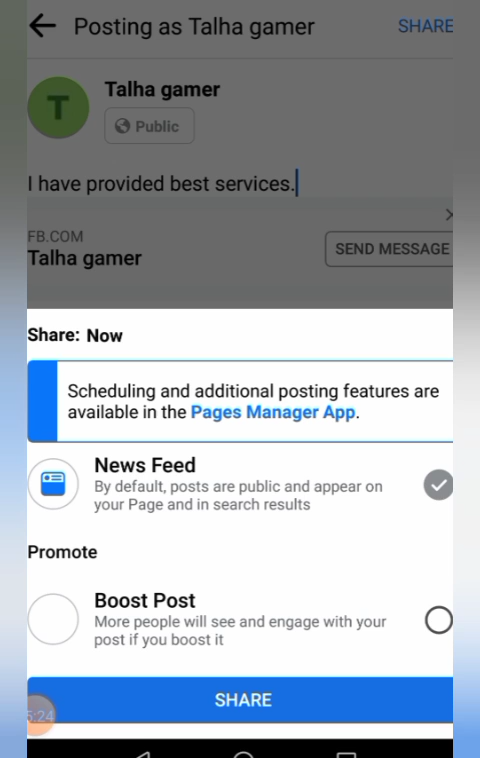 Posting as Talha gamer
SHARE
T
Talha gamer
Public
I have provided best services.
FB.COM
Talha gamer
SEND MESSAGE
Share: Now
Scheduling and additional posting features are
available in the Pages Manager App.
News Feed
By default, posts are public and appear on
your Page and in search results
Promote
Boost Post
More people will see and engage with your
post if you boost it
SHARE
5:24